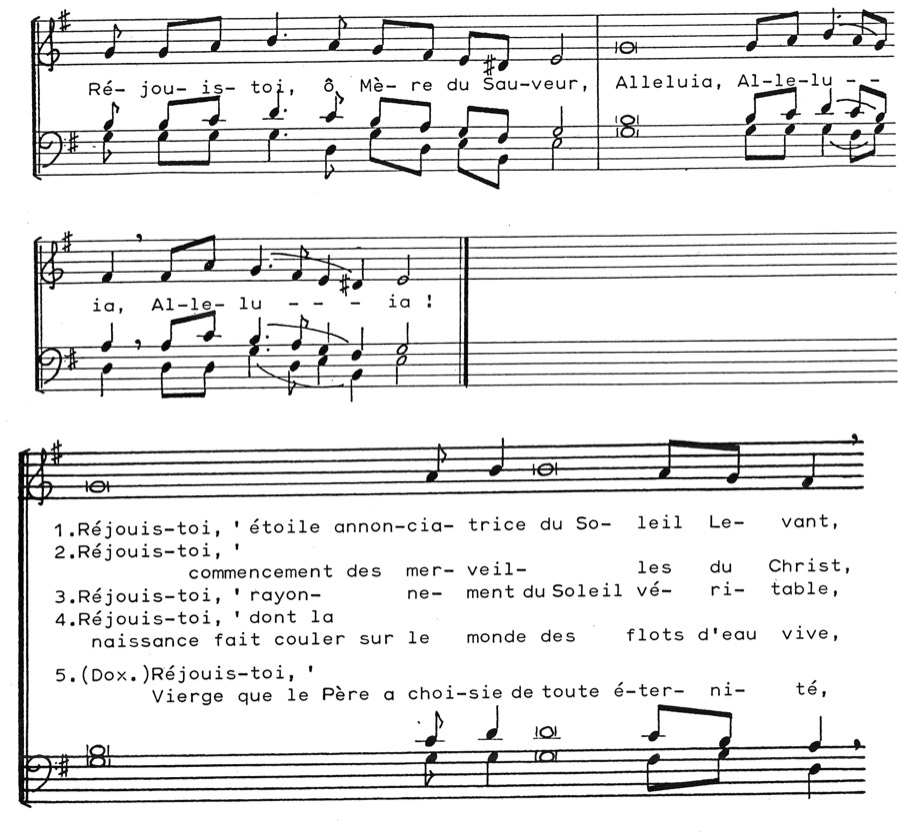 Ré- jou- is- toi, ô Mè- re du Sau-veur, Alleluia, Al-le-lu - -
ia, Al-le- lu - - - ia !
1.Réjouis-toi, ' étoile annon-cia- trice du So- leil Le- vant,
2.Réjouis-toi, '
commencement des mer- veil- les du Christ,
3.Réjouis-toi, ' rayon- ne- ment du Soleil vé- ri- table,
4.Réjouis-toi, ' dont la
naissance fait couler sur le monde des flots d'eau vive,
5.(Dox.)Réjouis-toi, '
Vierge que le Père a choi-sie de toute é-ter- ni- té,